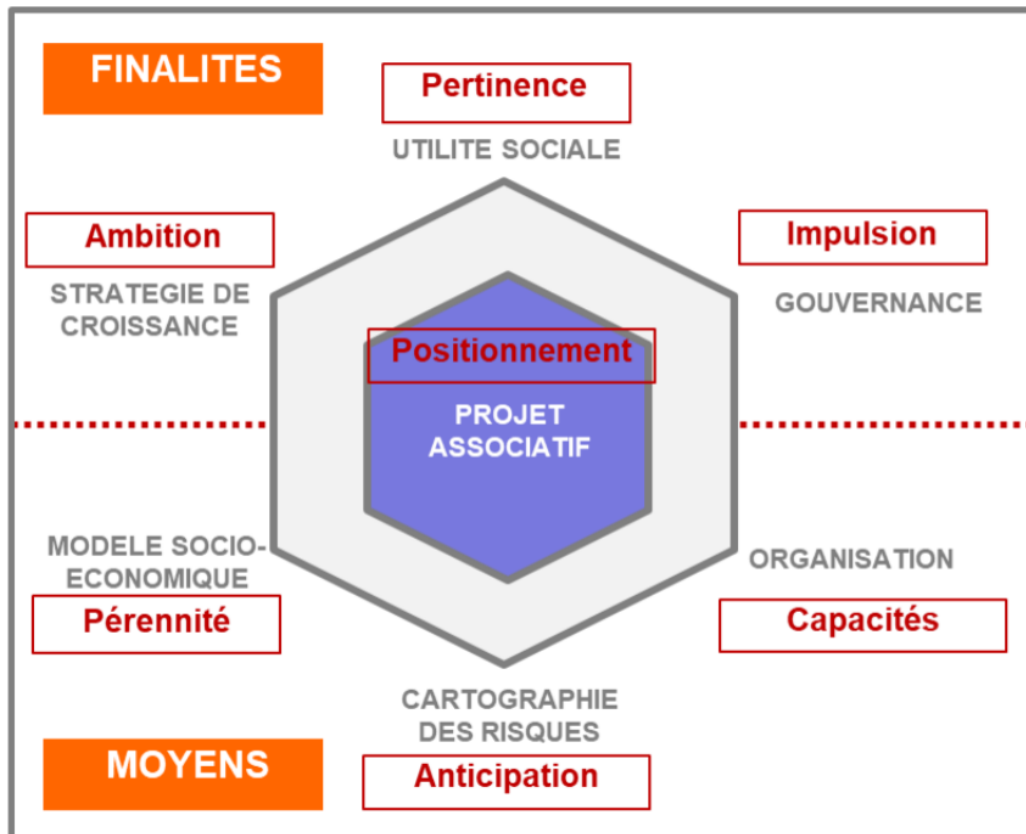 FINALITES
Pertinence
UTILITE SOCIALE
Ambition
STRATEGIE DE
CROISSANCE
Impulsion
GOUVERNANCE
Positionnement
PROJET
ASSOCIATIF
MODELE SOCIO-
ECONOMIQUE
Pérennité
ORGANISATION
Capacités
CARTOGRAPHIE
DES RISQUES
Anticipation
MOYENS